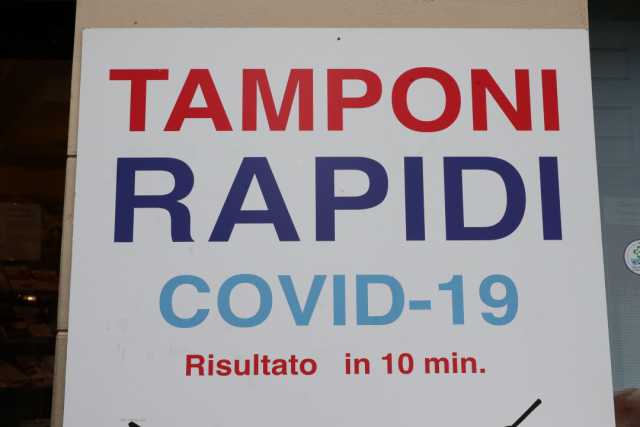 TAMPONI
RAPIDI
COVID-19
Risultato in 10 min.